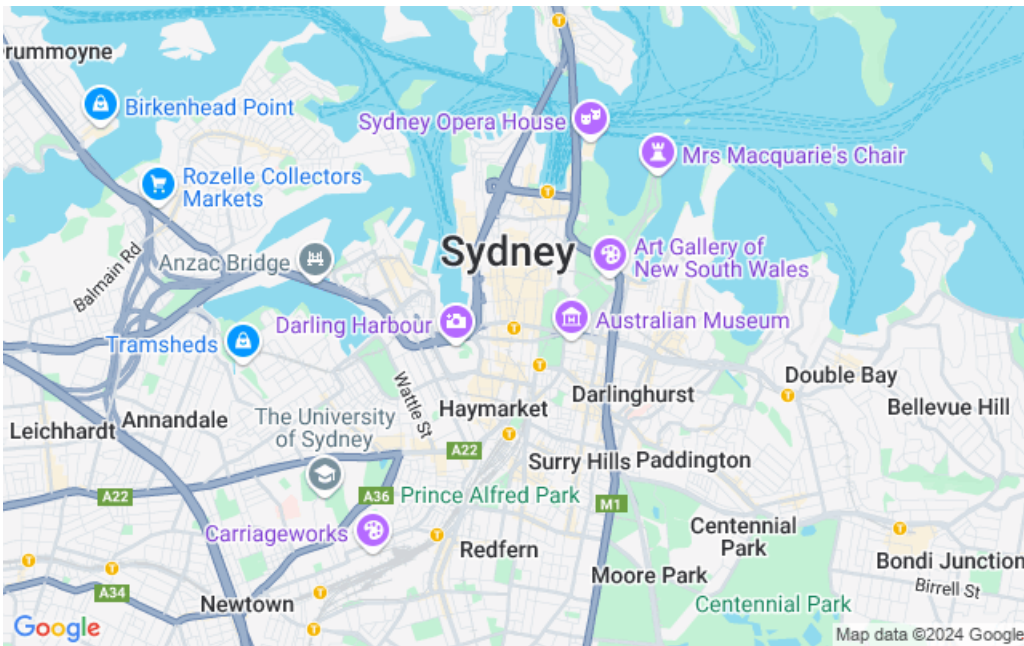 rummoyne
Birkenhead Point
Sydney Opera House
Mrs Macquarie's Chair
Rozelle Collectors
Markets
Balmain Rd
Anzac Bridge
Sydney
Art Gallery of
New South Wales
Darling Harbour
Australian Museum
Tramsheds
Wattle St
Double Bay
Darlinghurst
Haymarket
Bellevue Hill
Annandale
Leichhardt
The University
of Sydney
A22
Surry Hills
Paddington
A22
A36
Prince Alfred Park
M1
Carriageworks
Centennial
Park
Redfern
Bondi Junction
Moore Park
Birrell St
A34
Newtown
Centennial Park
Google
Map data ©2024 Google
T
T
T
T
T
T
T
T
T
T
T
T